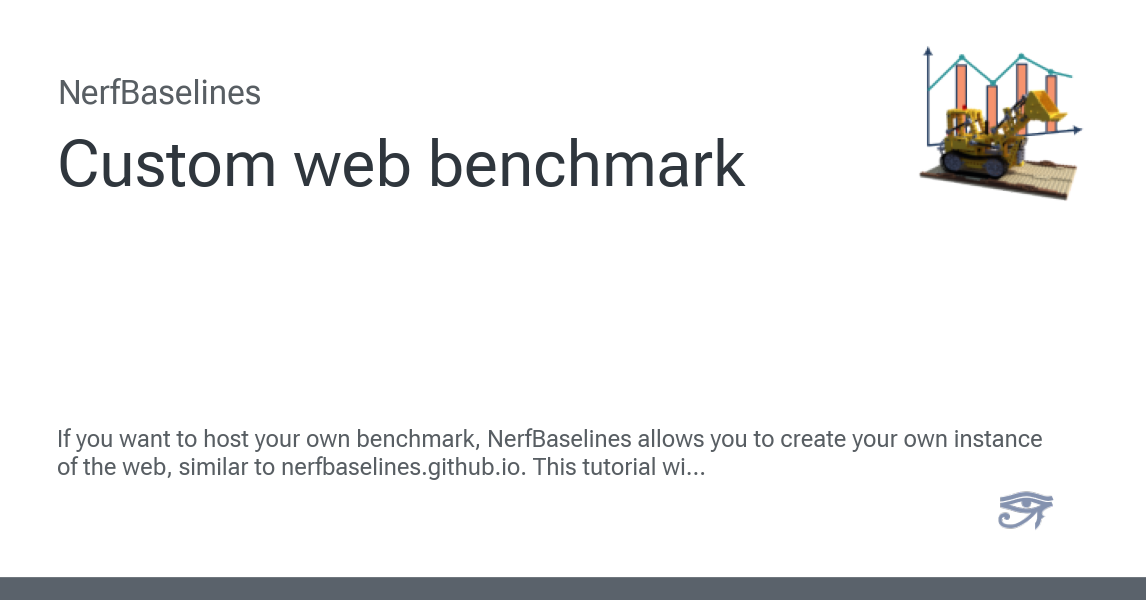 NerfBaselines
Custom web benchmark
If you want to host your own benchmark, NerfBaselines allows you to create your own instance
of the web, similar to nerfbaselines.github.io. This tutorial wi...